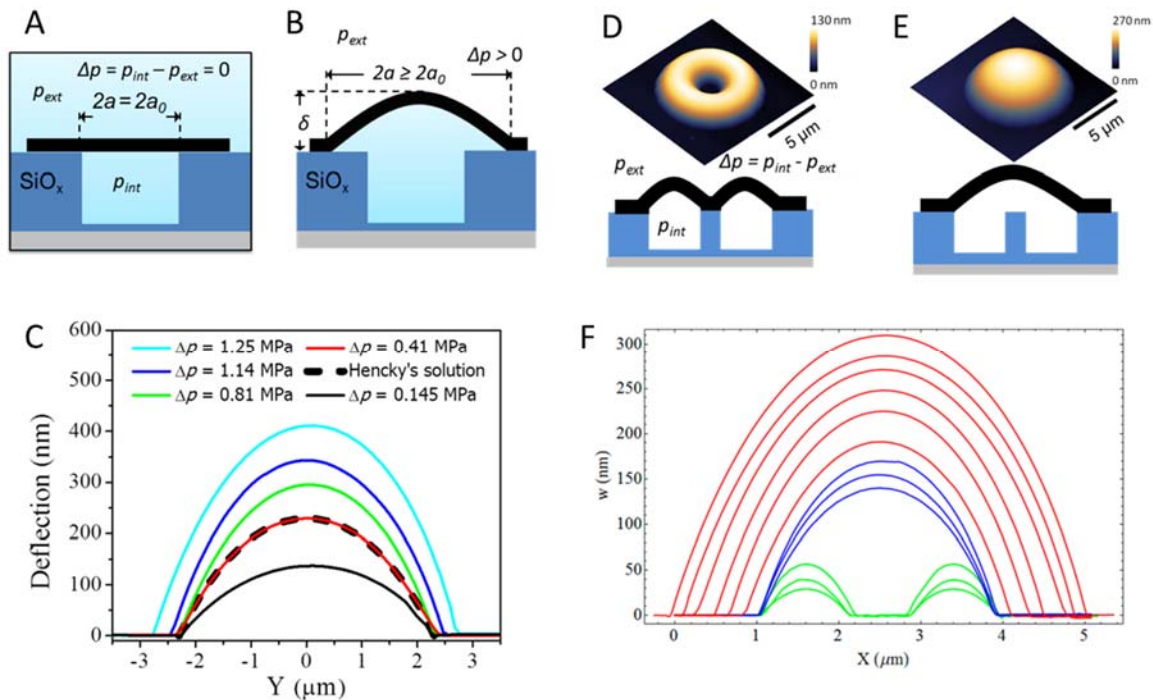 A
Δp = p_int – p_ext = 0
p_ext
2a = 2a_0
SiO_x
p_int
B
p_ext
Δp > 0
2a ≥ 2a_0
δ
SiO_x
D
130 nm
0 nm
5 µm
p_ext
Δp = p_int - p_ext
p_int
E
270 nm
0 nm
5 µm
C
Δp = 1.25 MPa
Δp = 0.41 MPa
Δp = 1.14 MPa
Hencky's solution
Δp = 0.81 MPa
Δp = 0.145 MPa
600
500
400
300
200
100
0
Deflection (nm)
-3 -2 -1 0 1 2 3
Y (µm)
F
300
250
200
150
100
50
0
w (nm)
0 1 2 3 4 5
X (µm)